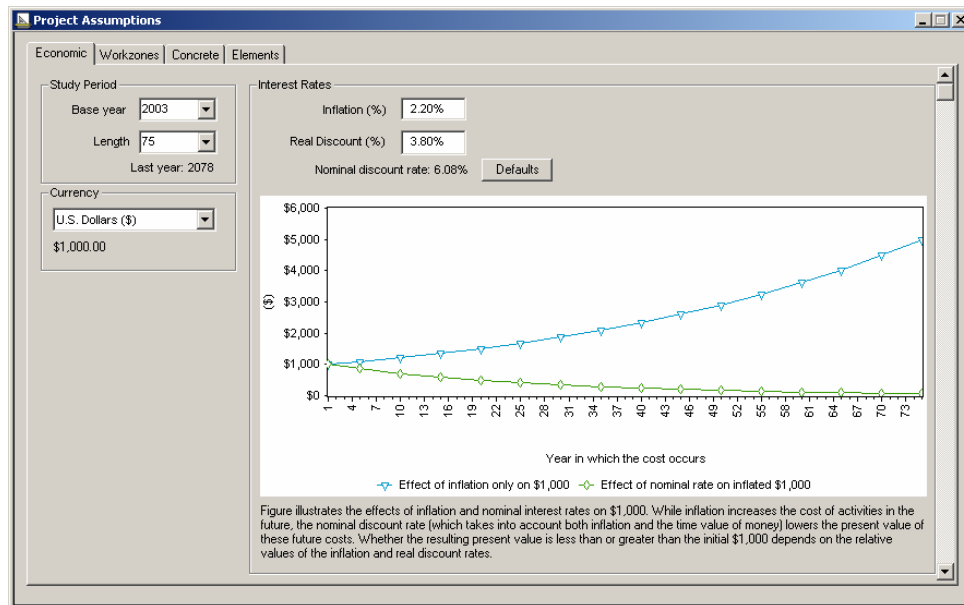 Project Assumptions
Economic Workzones Concrete Elements
Study Period
Base year 2003
Length 75
Last year: 2078
Currency
U.S. Dollars ($)
$1,000.00
Interest Rates
Inflation (%) 2.20%
Real Discount (%) 3.80%
Nominal discount rate: 6.08% Defaults
$6,000
$5,000
$4,000
$3,000
$2,000
$1,000
$0
($)
1 4 7 10 13 16 19 22 25 28 31 34 37 40 43 46 49 52 55 58 61 64 67 70 73
Year in which the cost occurs
Effect of inflation only on $1,000 Effect of nominal rate on inflated $1,000
Figure illustrates the effects of inflation and nominal interest rates on $1,000. While inflation increases the cost of activities in the
future, the nominal discount rate (which takes into account both inflation and the time value of money) lowers the present value of
these future costs. Whether the resulting present value is less than or greater than the initial $1,000 depends on the relative
values of the inflation and real discount rates.